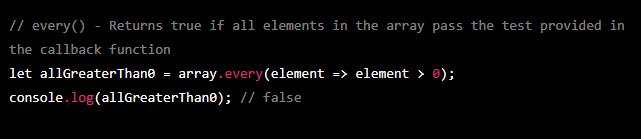 // every() - Returns true if all elements in the array pass the test provided in
the callback function
let allGreaterThan0 = array.every(element => element > 0);
console.log(allGreaterThan0); // false